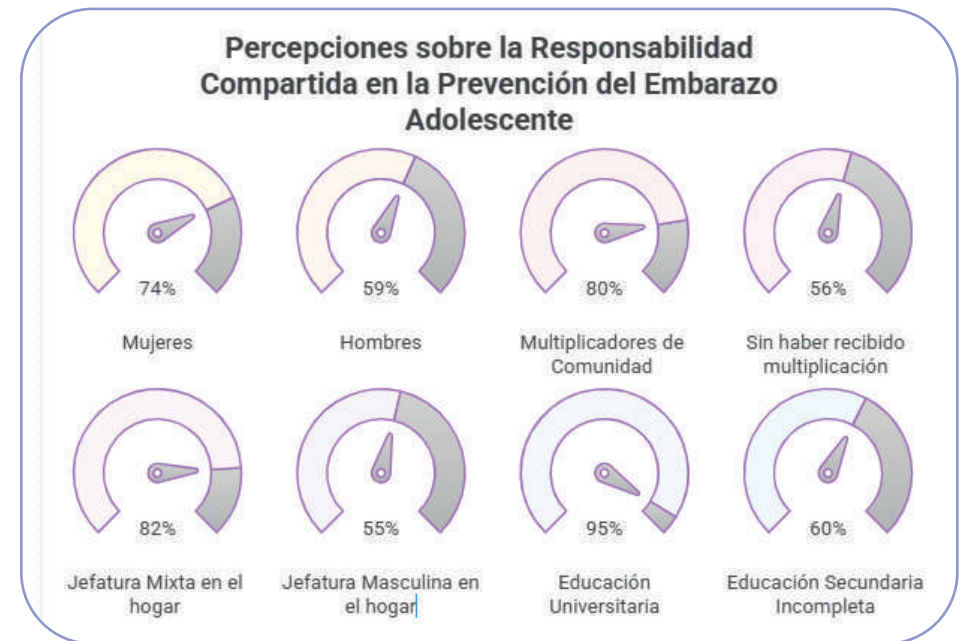 Percepciones sobre la Responsabilidad
Compartida en la Prevención del Embarazo
Adolescente
74%
Mujeres
59%
Hombres
80%
Multiplicadores de
Comunidad
56%
Sin haber recibido
multiplicación
82%
Jefatura Mixta en el
hogar
55%
Jefatura Masculina en
el hogar
95%
Educación
Universitaria
60%
Educación Secundaria
Incompleta